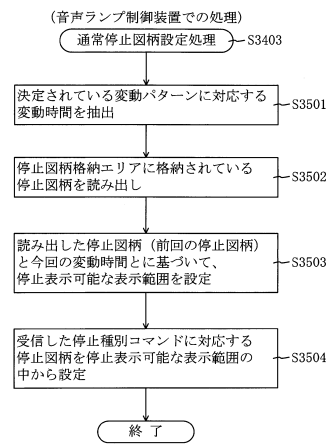 (音声ランプ制御装置での処理)
通常停止図柄設定処理
S3403
決定されている変動パターンに対応する
変動時間を抽出
S3501
停止図柄格納エリアに格納されている
停止図柄を読み出し
S3502
読み出した停止図柄(前回の停止図柄)
と今回の変動時間とに基づいて、
停止表示可能な表示範囲を設定
S3503
受信した停止種別コマンドに対応する
停止図柄を停止表示可能な表示範囲の
中から設定
S3504
終了